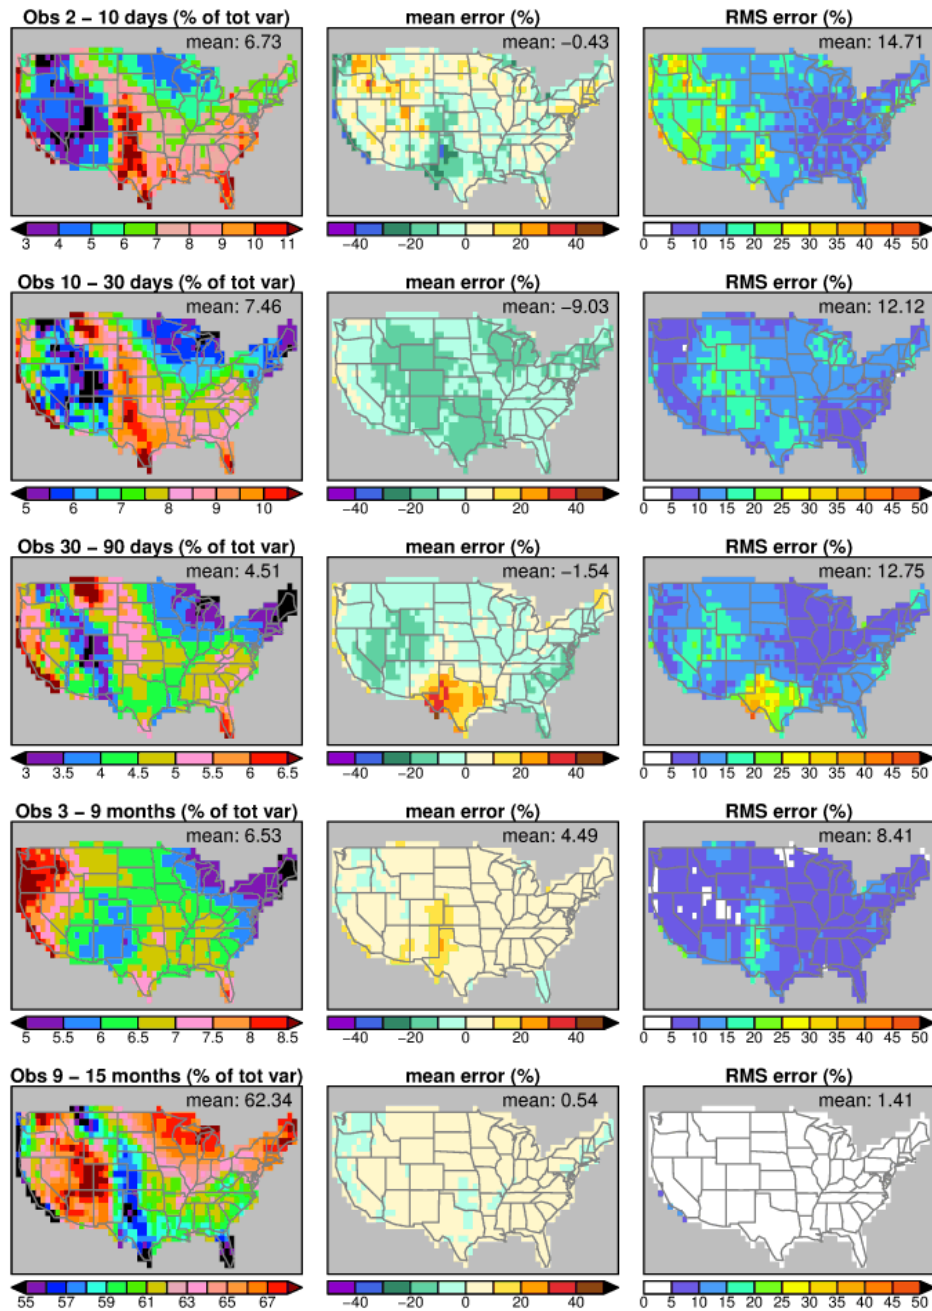 Obs 2 − 10 days (% of tot var) mean error (%) RMS error (%)
mean: 6.73 mean: −0.43 mean: 14.71
3 4 5 6 7 8 9 10 11 −40 −20 0 20 40 0 5 10 15 20 25 30 35 40 45 50
Obs 10 − 30 days (% of tot var) mean error (%) RMS error (%)
mean: 7.46 mean: −9.03 mean: 12.12
5 6 7 8 9 10 −40 −20 0 20 40 0 5 10 15 20 25 30 35 40 45 50
Obs 30 − 90 days (% of tot var) mean error (%) RMS error (%)
mean: 4.51 mean: −1.54 mean: 12.75
3 3.5 4 4.5 5 5.5 6 6.5 −40 −20 0 20 40 0 5 10 15 20 25 30 35 40 45 50
Obs 3 − 9 months (% of tot var) mean error (%) RMS error (%)
mean: 6.53 mean: 4.49 mean: 8.41
5 5.5 6 6.5 7 7.5 8 8.5 −40 −20 0 20 40 0 5 10 15 20 25 30 35 40 45 50
Obs 9 − 15 months (% of tot var) mean error (%) RMS error (%)
mean: 62.34 mean: 0.54 mean: 1.41
55 57 59 61 63 65 67 −40 −20 0 20 40 0 5 10 15 20 25 30 35 40 45 50